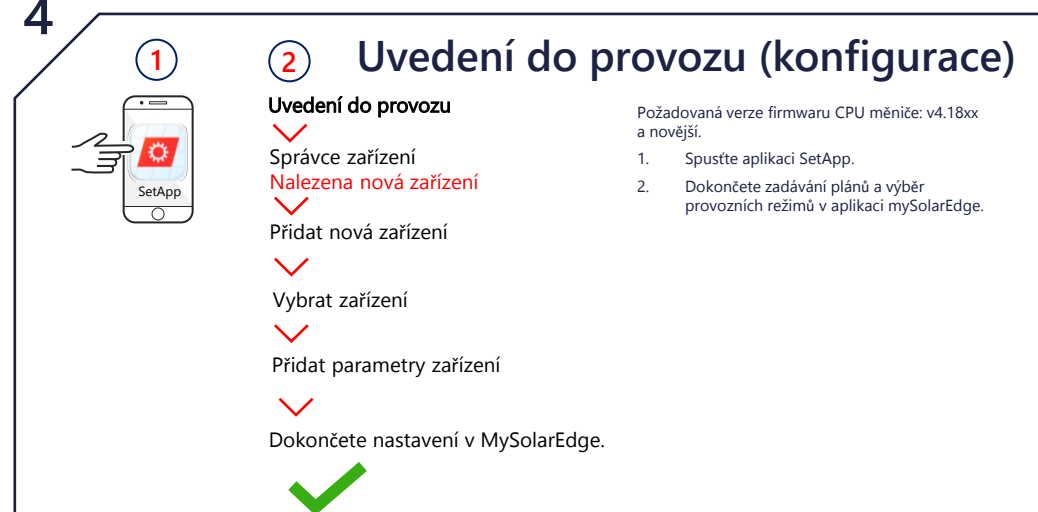 4
1
2
Uvedení do provozu (konfigurace)
SetApp
Uvedení do provozu
Správce zařízení
Nalezena nová zařízení
Přidat nová zařízení
Vybrat zařízení
Přidat parametry zařízení
Dokončete nastavení v MySolarEdge.
Požadovaná verze firmwaru CPU měniče: v4.18xx
a novější.
1. Spusťte aplikaci SetApp.
2. Dokončete zadávání plánů a výběr
provozních režimů v aplikaci mySolarEdge.